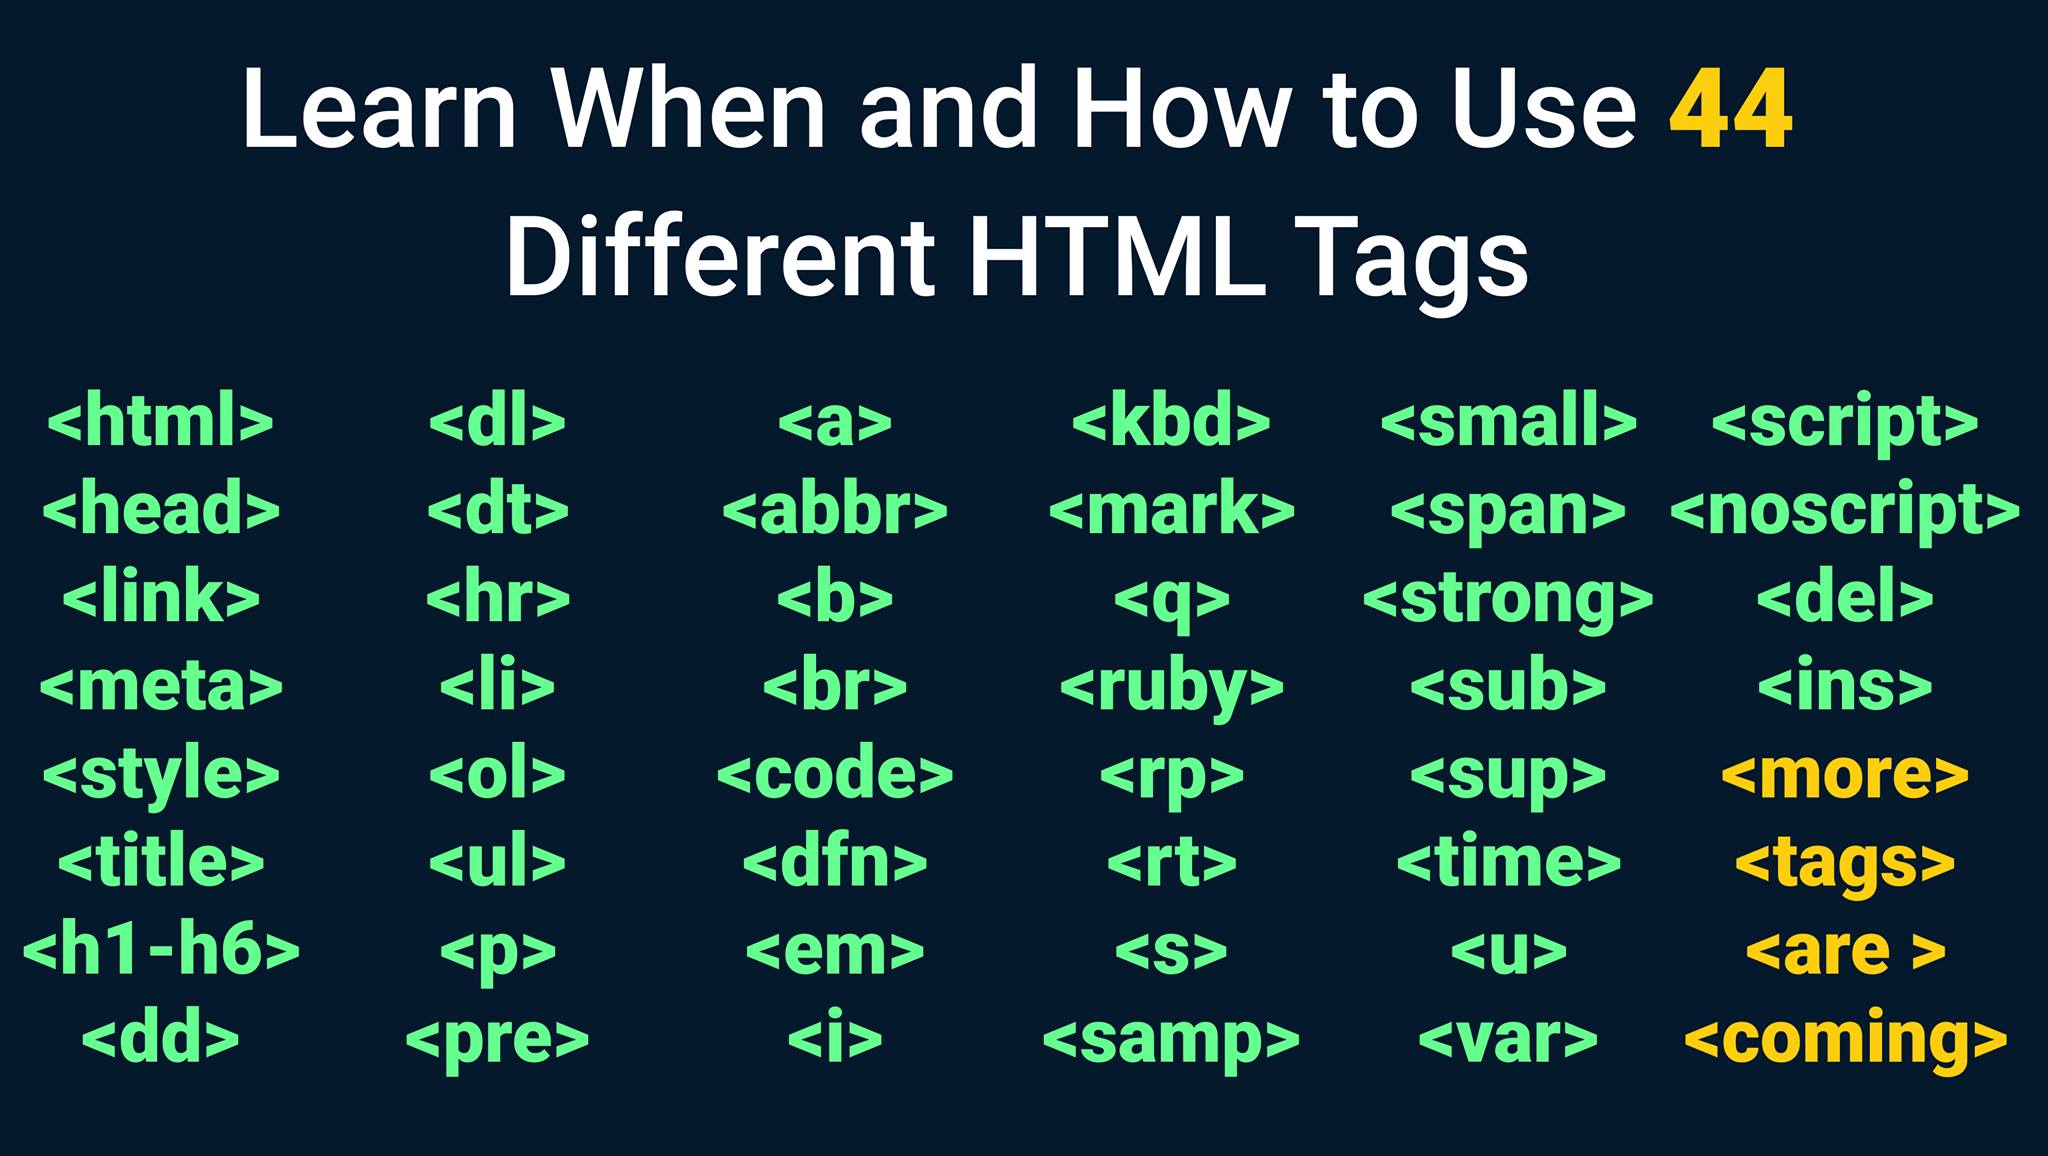 Learn When and How to Use 44
Different HTML Tags
<html> <dl> <a> <kbd> <small> <script>
<head> <dt> <abbr> <mark> <span> <noscript>
<link> <hr> <b> <q> <strong> <del>
<meta> <li> <br> <ruby> <sub> <ins>
<style> <ol> <code> <rp> <sup> <more>
<title> <ul> <dfn> <rt> <time> <tags>
<h1-h6> <p> <em> <s> <u> <are >
<dd> <pre> <i> <samp> <var> <coming>